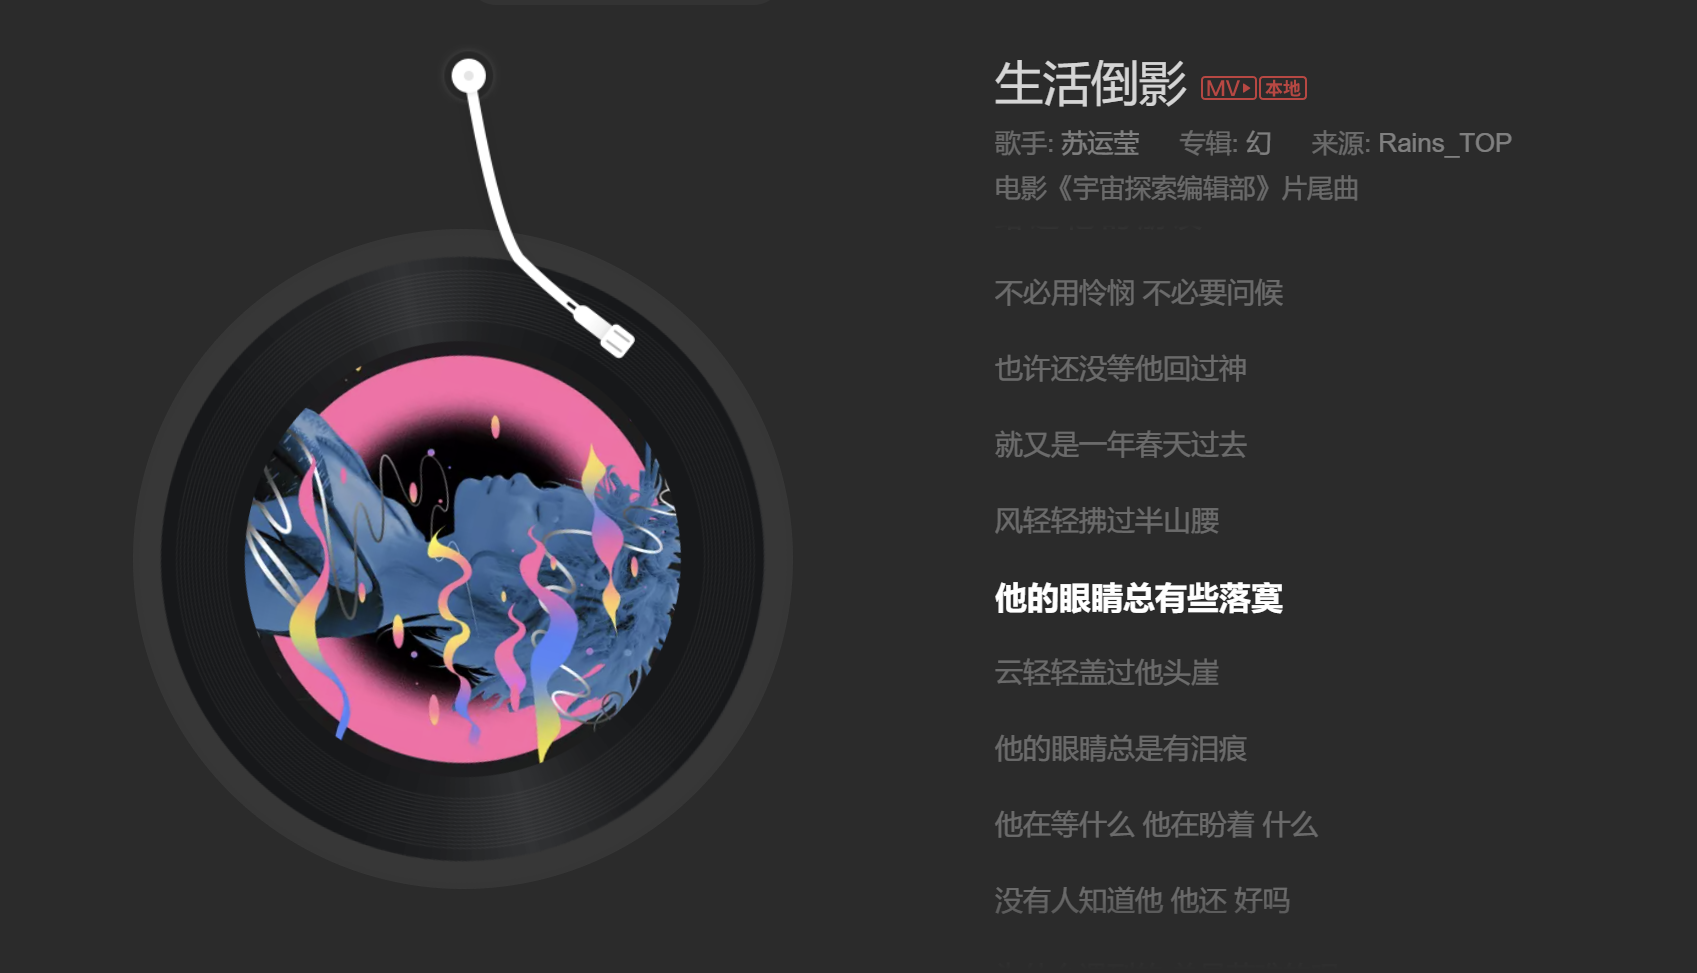 生活倒影 MV 本地
歌手: 苏运莹 专辑: 幻 来源: Rains_TOP
电影《宇宙探索编辑部》片尾曲
不必用怜悯 不必要问候
也许还没等他回过神
就又是一年春天过去
风轻轻拂过半山腰
他的眼睛总有些落寞
云轻轻盖过他头崖
他的眼睛总是有泪痕
他在等什么 他在盼着 什么
没有人知道他 他还 好吗